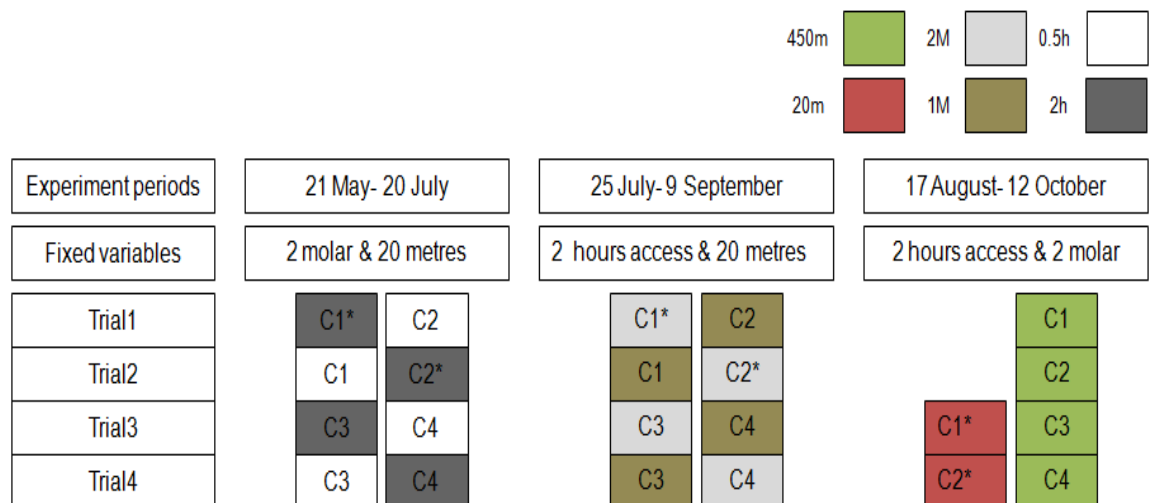 450m 2M 0.5h
20m 1M 2h
Experiment periods 21 May- 20 July 25 July- 9 September 17 August- 12 October
Fixed variables 2 molar & 20 metres 2 hours access & 20 metres 2 hours access & 2 molar
Trial1 C1* C2 C1* C2 C1
Trial2 C1 C2* C1 C2* C2
Trial3 C3 C4 C3 C4 C1* C3
Trial4 C3 C4 C3 C4 C2* C4